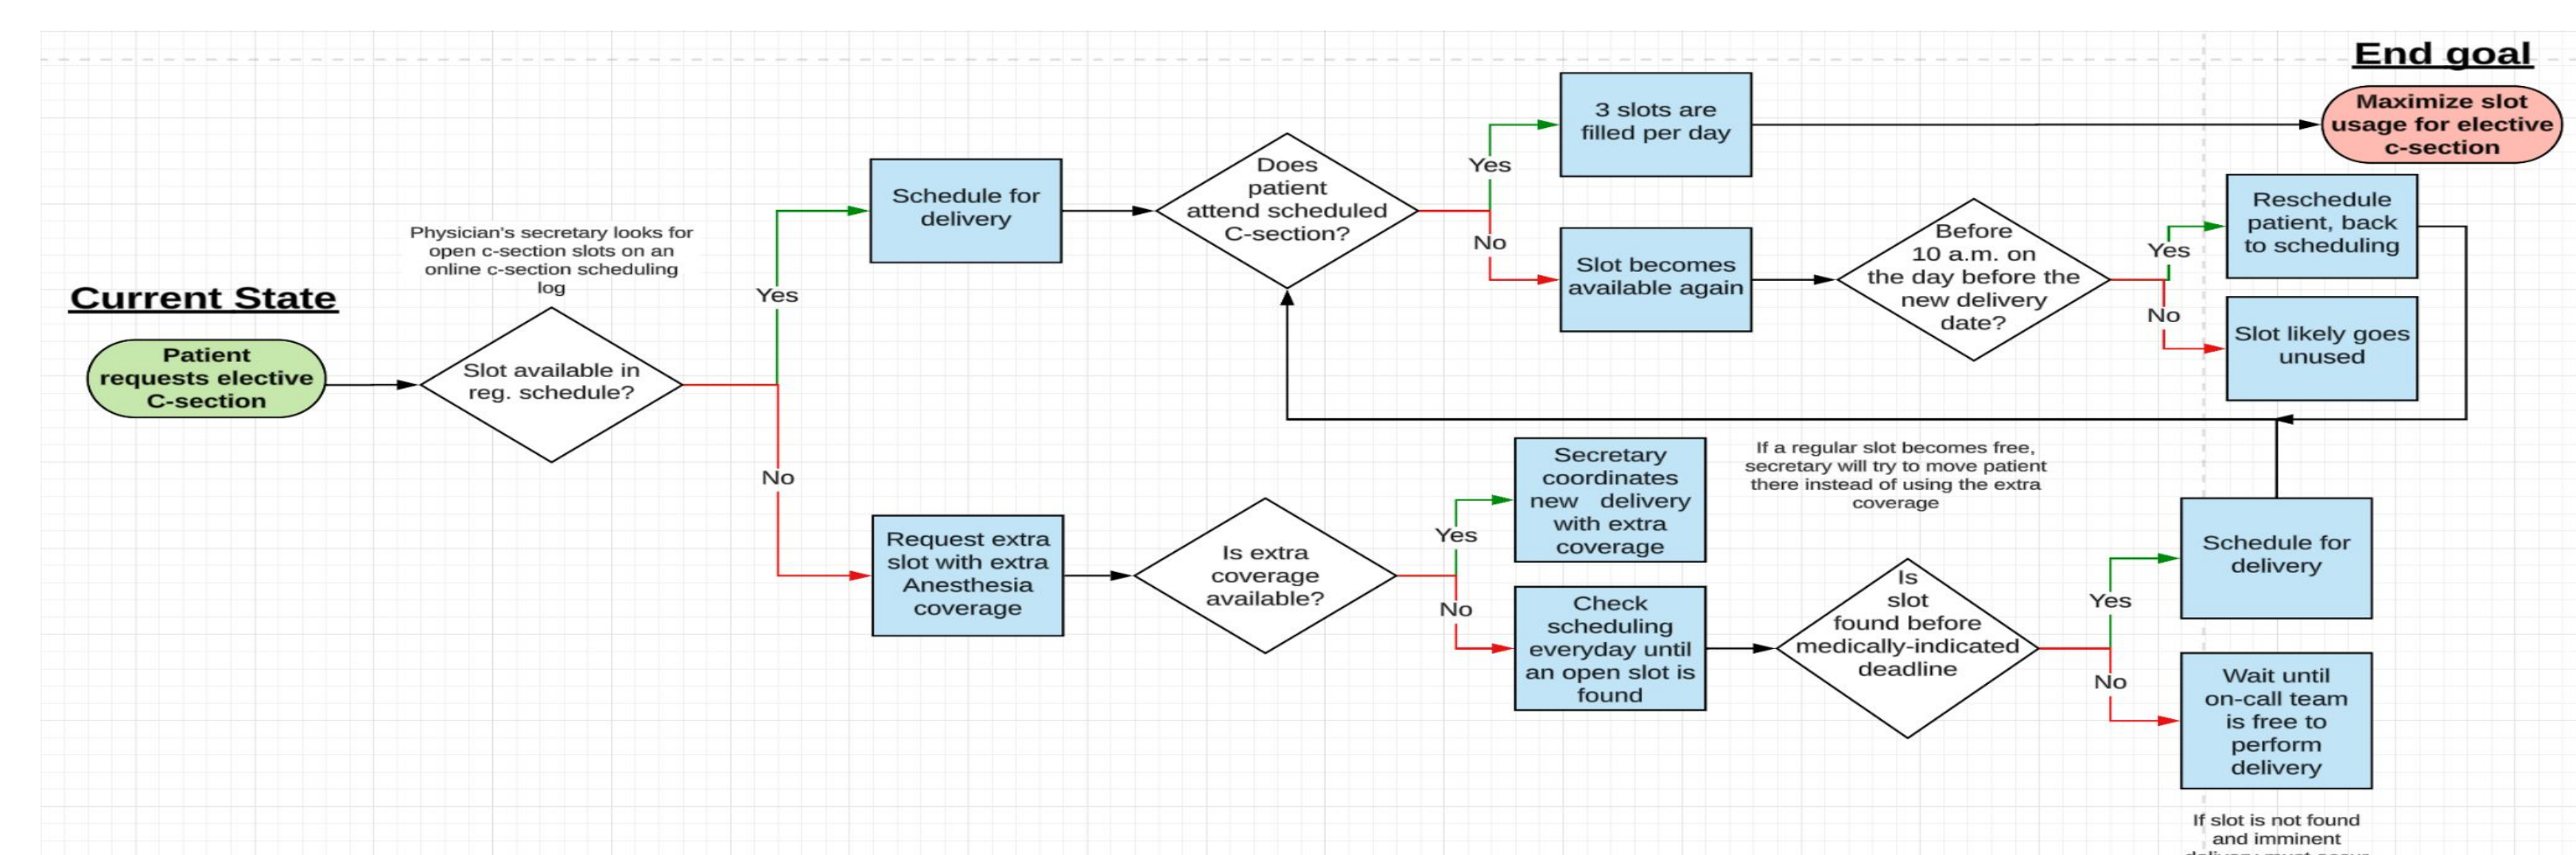 End goal
Maximize slot
usage for elective
c-section
3 slots are
filled per day
Does
patient
attend scheduled
C-section?
Yes
No
Schedule for
delivery
Reschedule
patient, back
to scheduling
Before
10 a.m. on
the day before the
new delivery
date?
Yes
No
Slot becomes
available again
Slot likely goes
unused
Physician's secretary looks for
open c-section slots on an
online c-section scheduling
log
Current State
Patient
requests elective
C-section
Slot available in
reg. schedule?
Yes
No
Request extra
slot with extra
Anesthesia
coverage
Is extra
coverage
available?
Yes
No
Secretary
coordinates
new delivery
with extra
coverage
If a regular slot becomes free,
secretary will try to move patient
there instead of using the extra
coverage
Check
scheduling
everyday until
an open slot is
found
Is
slot
found before
medically-indicated
deadline
Yes
No
Schedule for
delivery
Wait until
on-call team
is free to
perform
delivery
If slot is not found
and imminent
delivery must occur